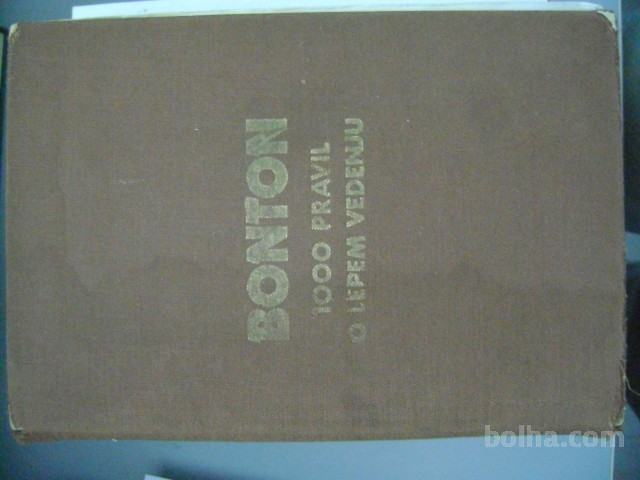 BONTON
1000 PRAVIL
O LEPEM VEDENJU
bolha.com